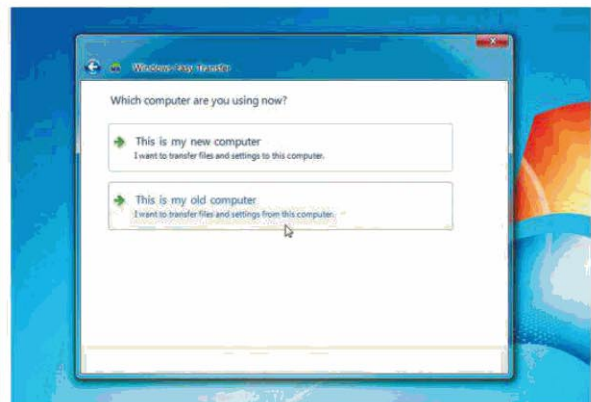 Windows Easy Transfer
Which computer are you using now?
This is my new computer
I want to transfer files and settings to this computer.
This is my old computer
I want to transfer files and settings from this computer.